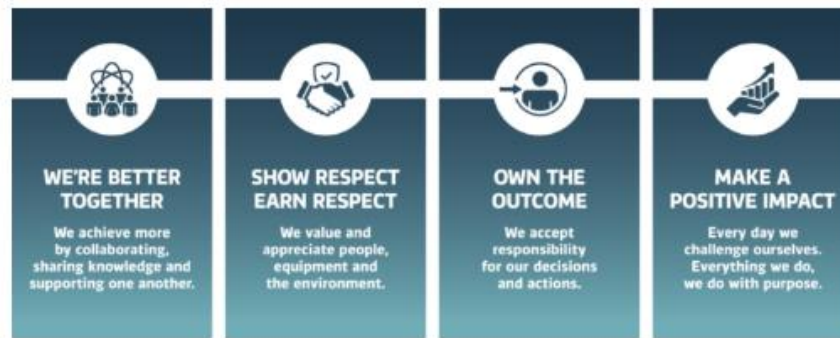 WE'RE BETTER
TOGETHER
We achieve more
by collaborating,
sharing knowledge and
supporting one another.
SHOW RESPECT
EARN RESPECT
We value and
appreciate people,
equipment and
the environment.
OWN THE
OUTCOME
We accept
responsibility
for our decisions
and actions.
MAKE A
POSITIVE IMPACT
Every day we
challenge ourselves.
Everything we do,
we do with purpose.